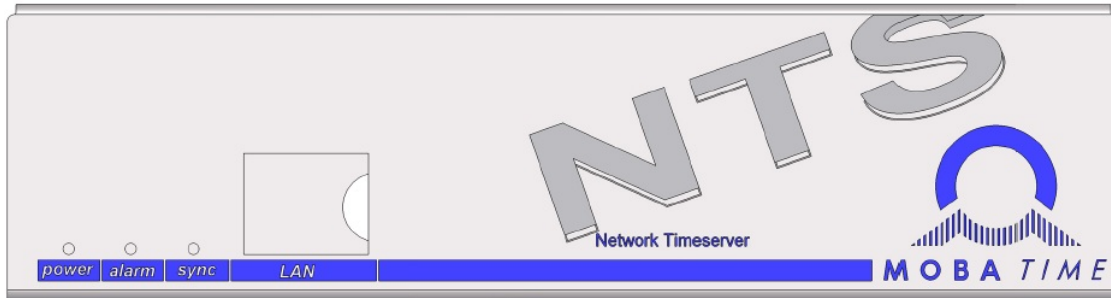 NTS
Network Timeserver
power alarm sync LAN
MOBA TIME